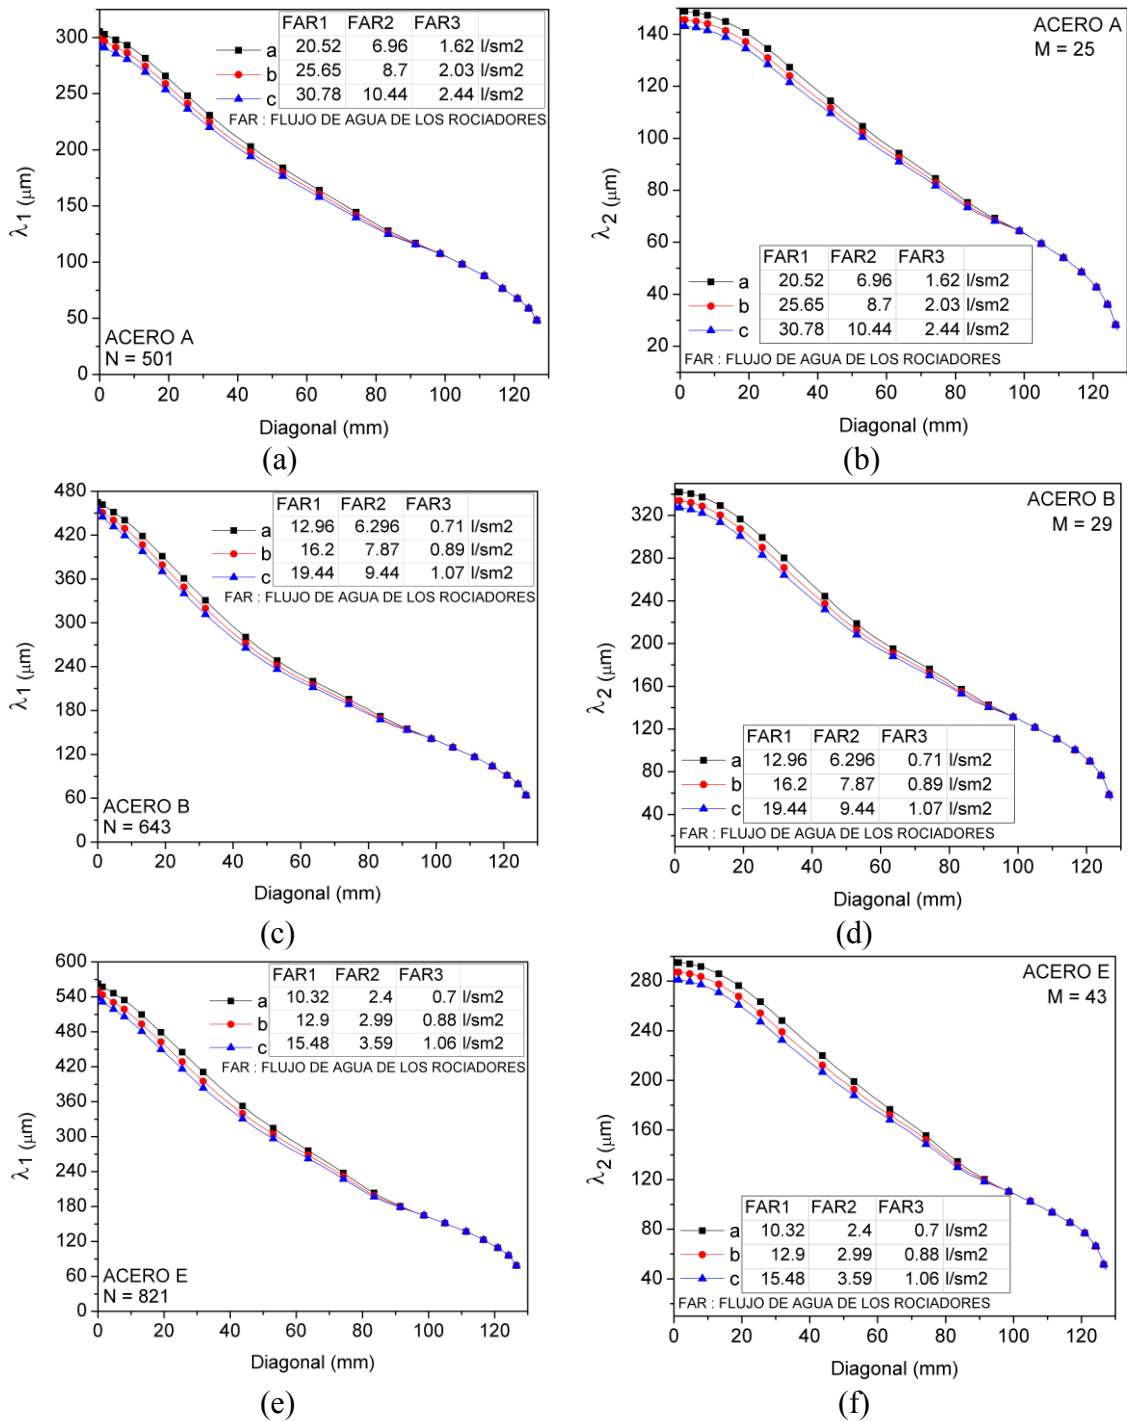 FAR1 FAR2 FAR3
a 20.52 6.96 1.62 l/sm2
b 25.65 8.7 2.03 l/sm2
c 30.78 10.44 2.44 l/sm2
FAR : FLUJO DE AGUA DE LOS ROCIADORES
300
250
200
150
100
50
0
λ1 (μm)
ACERO A
N = 501
0 20 40 60 80 100 120
Diagonal (mm)
(a)
ACERO A
M = 25
140
120
100
80
60
40
20
λ2 (μm)
FAR1 FAR2 FAR3
a 20.52 6.96 1.62 l/sm2
b 25.65 8.7 2.03 l/sm2
c 30.78 10.44 2.44 l/sm2
FAR : FLUJO DE AGUA DE LOS ROCIADORES
0 20 40 60 80 100 120
Diagonal (mm)
(b)
FAR1 FAR2 FAR3
a 12.96 6.296 0.71 l/sm2
b 16.2 7.87 0.89 l/sm2
c 19.44 9.44 1.07 l/sm2
FAR : FLUJO DE AGUA DE LOS ROCIADORES
480
420
360
300
240
180
120
60
0
λ1 (μm)
ACERO B
N = 643
0 20 40 60 80 100 120
Diagonal (mm)
(c)
ACERO B
M = 29
320
280
240
200
160
120
80
40
λ2 (μm)
FAR1 FAR2 FAR3
a 12.96 6.296 0.71 l/sm2
b 16.2 7.87 0.89 l/sm2
c 19.44 9.44 1.07 l/sm2
FAR : FLUJO DE AGUA DE LOS ROCIADORES
0 20 40 60 80 100 120
Diagonal (mm)
(d)
FAR1 FAR2 FAR3
a 10.32 2.4 0.7 l/sm2
b 12.9 2.99 0.88 l/sm2
c 15.48 3.59 1.06 l/sm2
FAR : FLUJO DE AGUA DE LOS ROCIADORES
600
540
480
420
360
300
240
180
120
60
0
λ1 (μm)
ACERO E
N = 821
0 20 40 60 80 100 120
Diagonal (mm)
(e)
ACERO E
M = 43
280
240
200
160
120
80
40
λ2 (μm)
FAR1 FAR2 FAR3
a 10.32 2.4 0.7 l/sm2
b 12.9 2.99 0.88 l/sm2
c 15.48 3.59 1.06 l/sm2
FAR : FLUJO DE AGUA DE LOS ROCIADORES
0 20 40 60 80 100 120
Diagonal (mm)
(f)